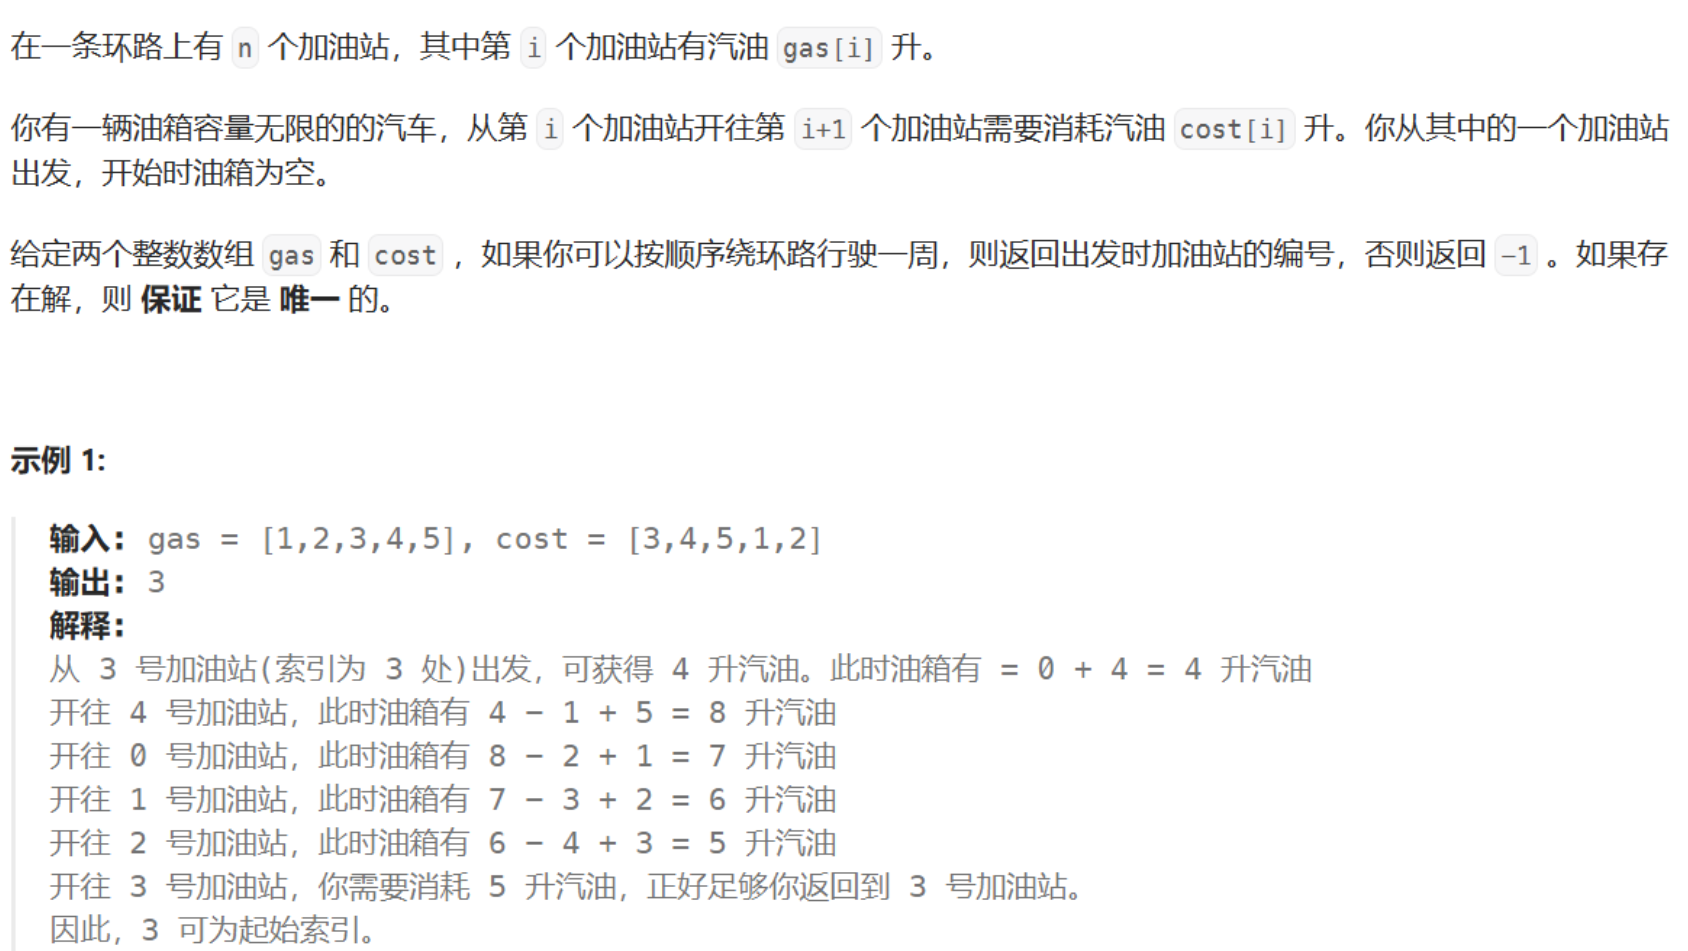 在一条环路上有 n 个加油站，其中第 i 个加油站有汽油 gas[i] 升。
你有一辆油箱容量无限的的汽车，从第 i 个加油站开往第 i+1 个加油站需要消耗汽油 cost[i] 升。你从其中的一个加油站
出发，开始时油箱为空。
给定两个整数数组 gas 和 cost ，如果你可以按顺序绕环路行驶一周，则返回出发时加油站的编号，否则返回 -1 。如果存
在解，则 保证 它是 唯一 的。
示例 1:
输入: gas = [1,2,3,4,5], cost = [3,4,5,1,2]
输出: 3
解释:
从 3 号加油站(索引为 3 处)出发，可获得 4 升汽油。此时油箱有 = 0 + 4 = 4 升汽油
开往 4 号加油站，此时油箱有 4 - 1 + 5 = 8 升汽油
开往 0 号加油站，此时油箱有 8 - 2 + 1 = 7 升汽油
开往 1 号加油站，此时油箱有 7 - 3 + 2 = 6 升汽油
开往 2 号加油站，此时油箱有 6 - 4 + 3 = 5 升汽油
开往 3 号加油站，你需要消耗 5 升汽油，正好足够你返回到 3 号加油站。
因此，3 可为起始索引。